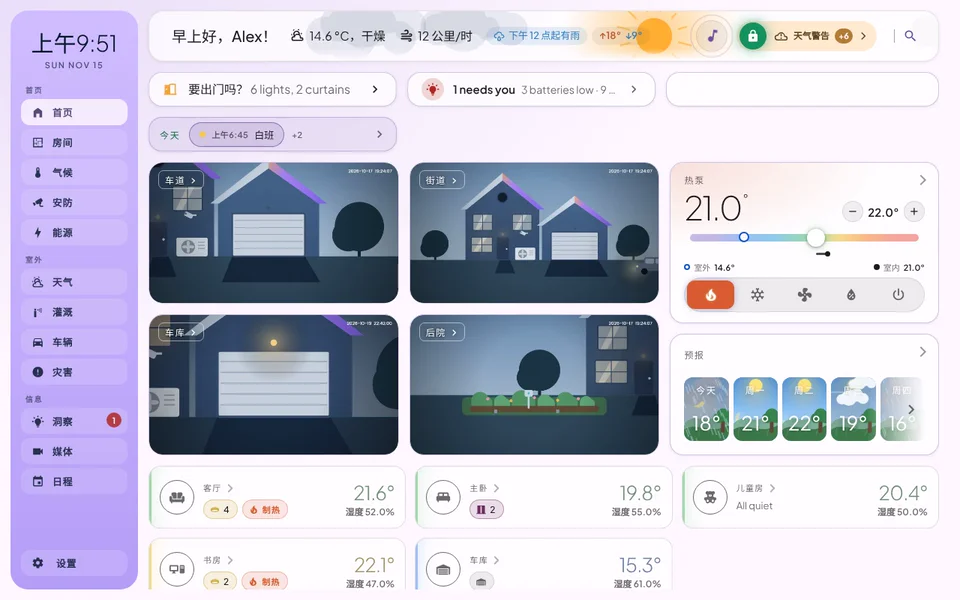 上午9:51
SUN NOV 15
首页
首页
房间
气候
安防
能源
室外
天气
灌溉
车辆
灾害
信息
洞察 1
媒体
日程
设置
早上好，Alex！ 14.6 °C，干燥 12 公里/时 下午 12 点起有雨 ↑18° ↓9° 天气警告 +6
要出门吗？ 6 lights, 2 curtains
1 needs you 3 batteries low · 9 ...
今天 上午6:45 白班 +2
车道
街道
车库
后院
热泵
21.0°
− 22.0° +
室外 14.6° 室内 21.0°
预报
今天 18°
周一 21°
周二 22°
19°
周四 16°
客厅
4 制热
21.6°
湿度 52.0%
主卧
2
19.8°
湿度 55.0%
儿童房
All quiet
20.4°
湿度 50.0%
书房
2 制热
22.1°
湿度 47.0%
车库
15.3°
湿度 61.0%